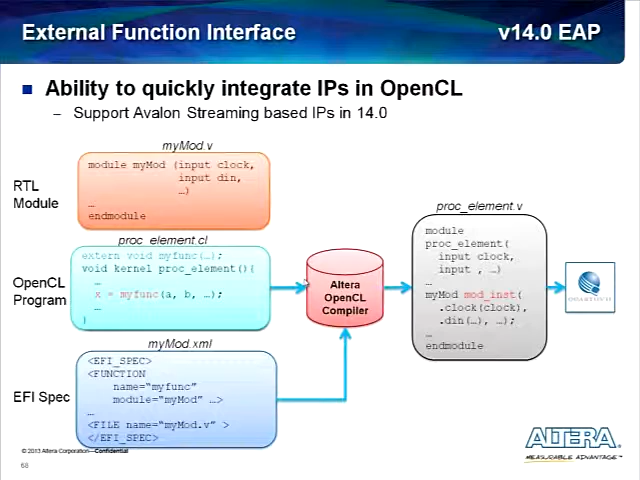 External Function Interface
v14.0 EAP
Ability to quickly integrate IPs in OpenCL
– Support Avalon Streaming based IPs in 14.0
myMod.v
RTL
Module
module myMod (input clock,
input din,
…)
…
endmodule
proc_element.cl
OpenCL
Program
extern void myfunc(…);
void kernel proc_element(){
…
x = myfunc(a, b, …);
…
}
myMod.xml
EFI Spec
<EFI_SPEC>
<FUNCTION
name="myfunc"
module="myMod" …>
…
<FILE name="myMod.v" >
</EFI_SPEC>
Altera
OpenCL
Compiler
proc_element.v
module
proc_element(
input clock,
input , …)
…
myMod mod_inst(
.clock(clock),
.din(…), …);
…
endmodule
QUARTUS II
© 2013 Altera Corporation—Confidential
68
ALTERA.
MEASURABLE ADVANTAGE™